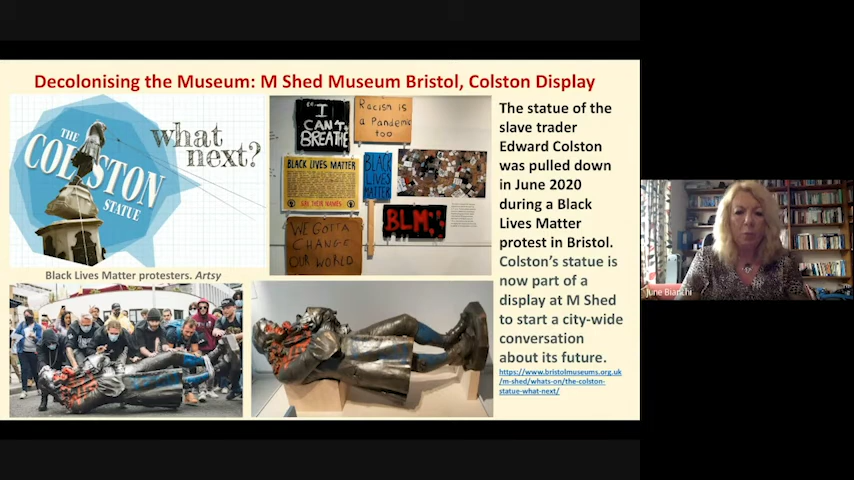 Decolonising the Museum: M Shed Museum Bristol, Colston Display
THE
COLSTON
STATUE
what
next?
Black Lives Matter protesters. Artsy
"I
CAN'T
BREATHE
Racism is
a Pandemic
too
BLACK LIVES MATTER
SAY THEIR NAMES
BLACK
LIVES
MATTER
BLM
WE GOTTA
CHANGE
OUR WORLD
The statue of the
slave trader
Edward Colston
was pulled down
in June 2020
during a Black
Lives Matter
protest in Bristol.
Colston's statue is
now part of a
display at M Shed
to start a city-wide
conversation
about its future.
https://www.bristolmuseums.org.uk
/m-shed/whats-on/the-colston-
statue-what-next/
June Bianchi